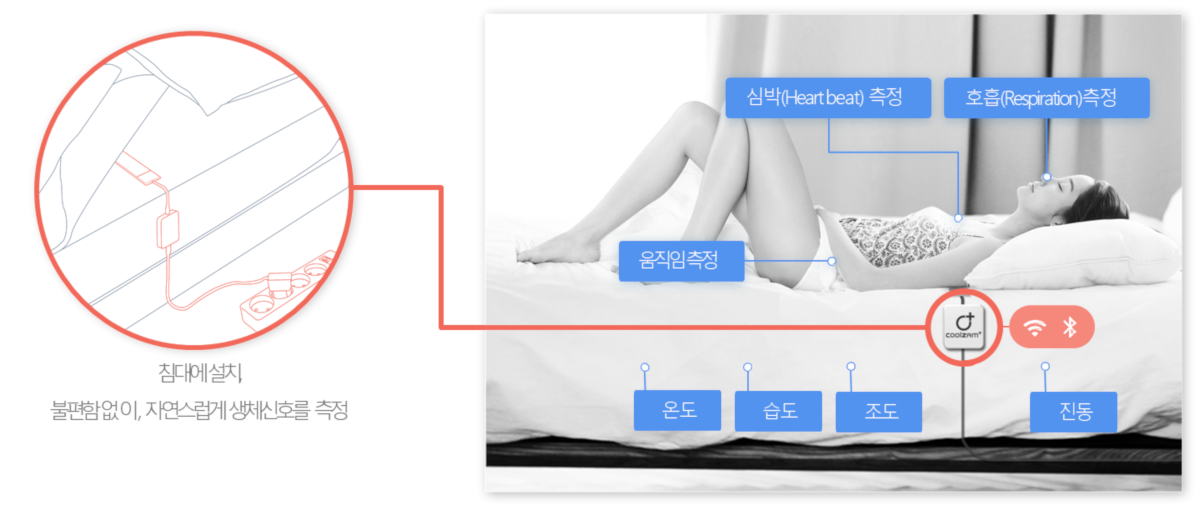 심박(Heart beat) 측정
호흡(Respiration)측정
움직임측정
coolzam+
온도
습도
조도
진동
침대에 설치,
불편함 없이, 자연스럽게 생체신호를 측정